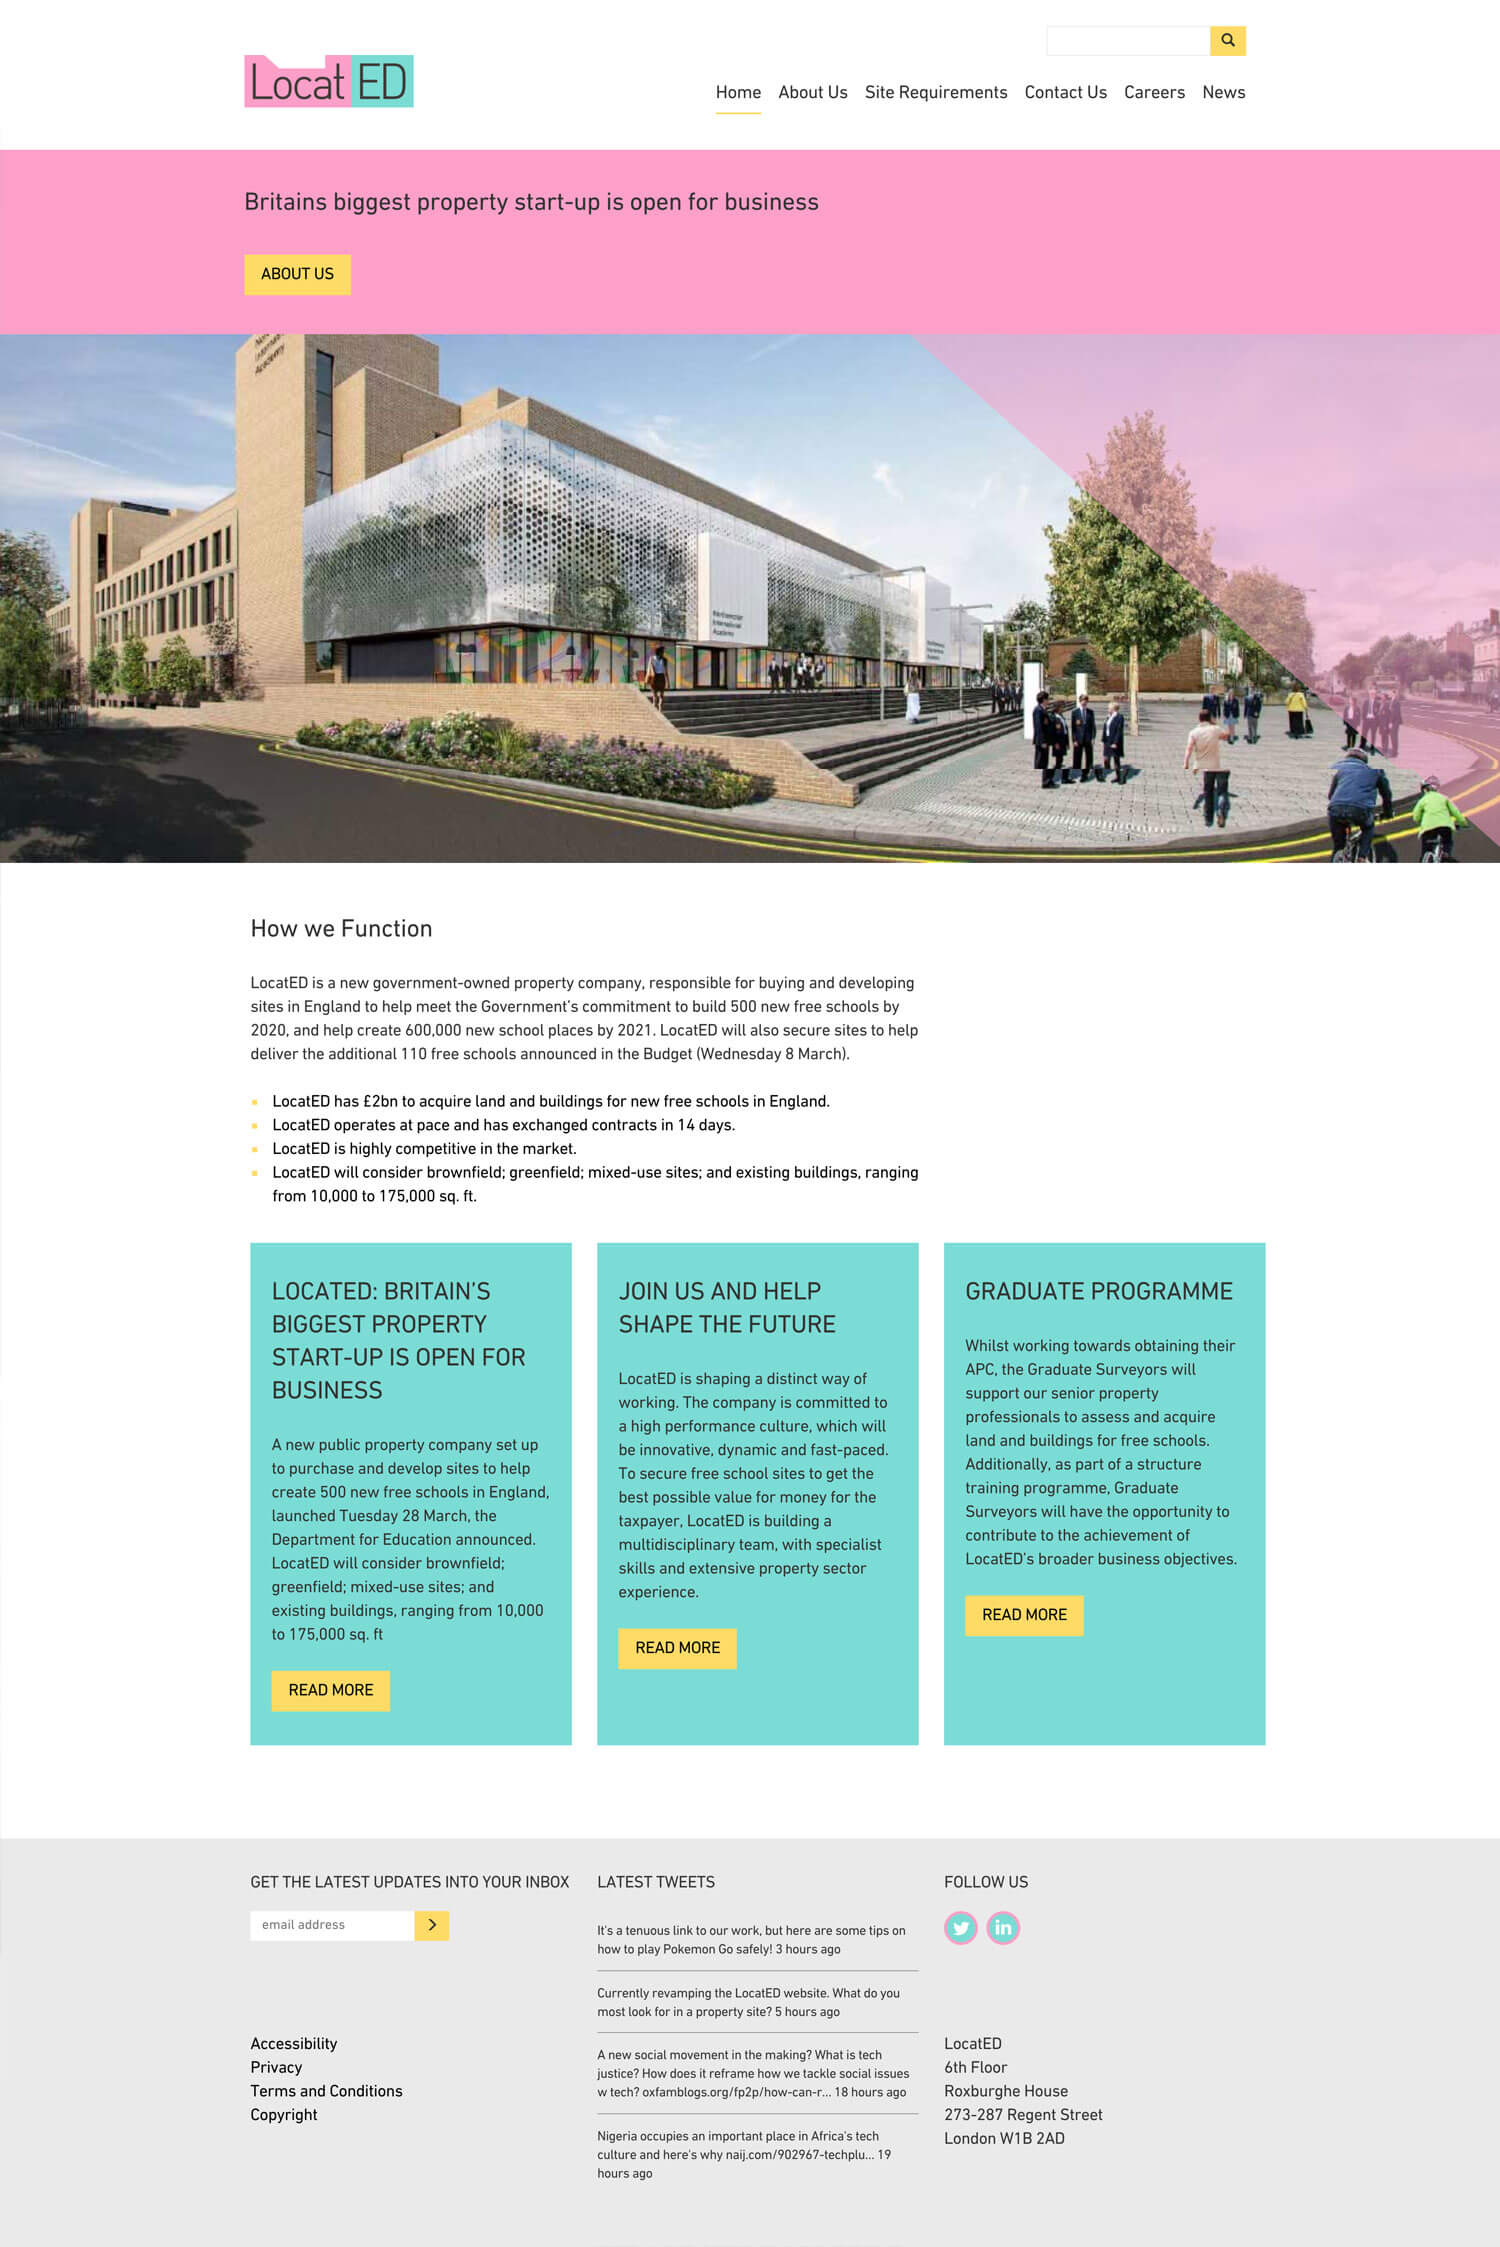 Locat ED
Home About Us Site Requirements Contact Us Careers News
Britains biggest property start-up is open for business
ABOUT US
International
Academy
Northampton
International
Academy
How we Function
LocatED is a new government-owned property company, responsible for buying and developing
sites in England to help meet the Government's commitment to build 500 new free schools by
2020, and help create 600,000 new school places by 2021. LocatED will also secure sites to help
deliver the additional 110 free schools announced in the Budget (Wednesday 8 March).
LocatED has £2bn to acquire land and buildings for new free schools in England.
LocatED operates at pace and has exchanged contracts in 14 days.
LocatED is highly competitive in the market.
LocatED will consider brownfield; greenfield; mixed-use sites; and existing buildings, ranging
from 10,000 to 175,000 sq. ft.
LOCATED: BRITAIN'S
BIGGEST PROPERTY
START-UP IS OPEN FOR
BUSINESS
A new public property company set up
to purchase and develop sites to help
create 500 new free schools in England,
launched Tuesday 28 March, the
Department for Education announced.
LocatED will consider brownfield;
greenfield; mixed-use sites; and
existing buildings, ranging from 10,000
to 175,000 sq. ft
READ MORE
JOIN US AND HELP
SHAPE THE FUTURE
LocatED is shaping a distinct way of
working. The company is committed to
a high performance culture, which will
be innovative, dynamic and fast-paced.
To secure free school sites to get the
best possible value for money for the
taxpayer, LocatED is building a
multidisciplinary team, with specialist
skills and extensive property sector
experience.
READ MORE
GRADUATE PROGRAMME
Whilst working towards obtaining their
APC, the Graduate Surveyors will
support our senior property
professionals to assess and acquire
land and buildings for free schools.
Additionally, as part of a structure
training programme, Graduate
Surveyors will have the opportunity to
contribute to the achievement of
LocatED's broader business objectives.
READ MORE
GET THE LATEST UPDATES INTO YOUR INBOX
email address
Accessibility
Privacy
Terms and Conditions
Copyright
LATEST TWEETS
It's a tenuous link to our work, but here are some tips on
how to play Pokemon Go safely! 3 hours ago
Currently revamping the LocatED website. What do you
most look for in a property site? 5 hours ago
A new social movement in the making? What is tech
justice? How does it reframe how we tackle social issues
w tech? oxfamblogs.org/fp2p/how-can-r... 18 hours ago
Nigeria occupies an important place in Africa's tech
culture and here's why naij.com/902967-techplu... 19
hours ago
FOLLOW US
in
LocatED
6th Floor
Roxburghe House
273-287 Regent Street
London W1B 2AD